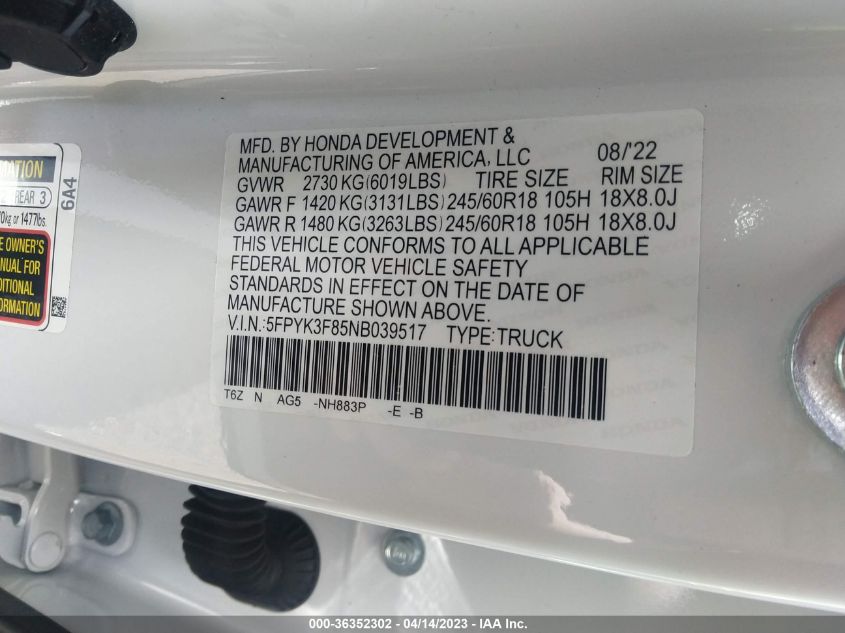 MFD. BY HONDA DEVELOPMENT &
MANUFACTURING OF AMERICA, LLC 08/'22
GVWR 2730 KG(6019LBS) TIRE SIZE RIM SIZE
GAWR F 1420 KG(3131LBS) 245/60R18 105H 18X8.0J
GAWR R 1480 KG(3263LBS) 245/60R18 105H 18X8.0J
THIS VEHICLE CONFORMS TO ALL APPLICABLE
FEDERAL MOTOR VEHICLE SAFETY
STANDARDS IN EFFECT ON THE DATE OF
MANUFACTURE SHOWN ABOVE.
V.I.N.:5FPYK3F85NB039517 TYPE:TRUCK
T6Z N AG5 -NH883P -E -B
REAR 3
or 1477lbs.
OWNER'S
FOR
6A4
000-36352302 - 04/14/2023 - IAA Inc.